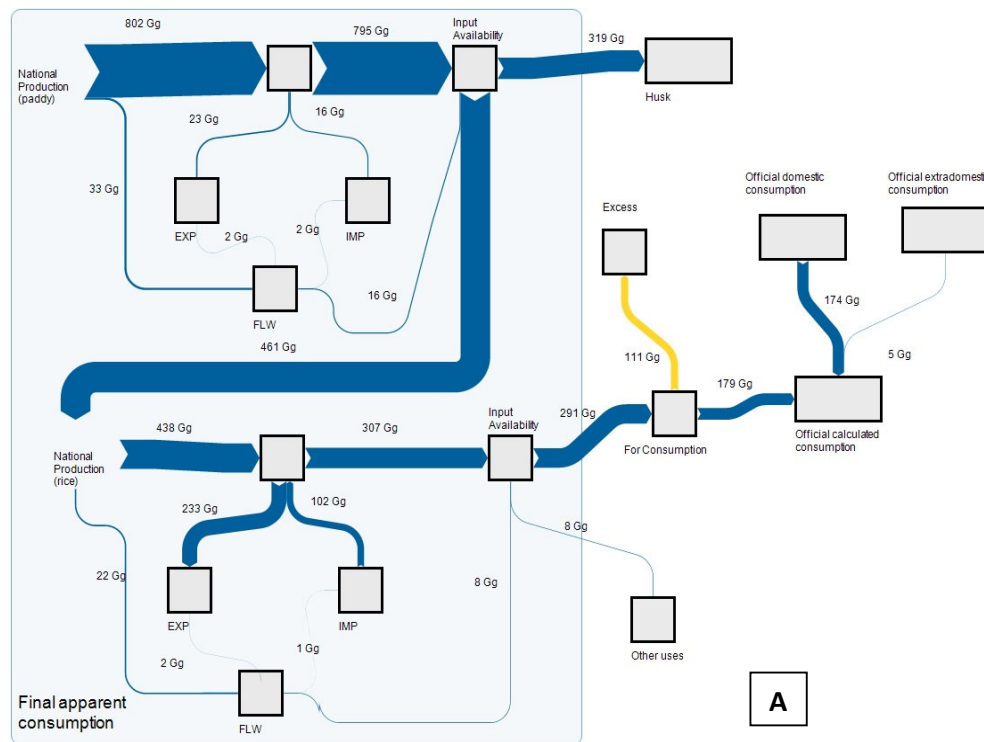 802 Gg
795 Gg
Input
Availability
319 Gg
National
Production
(paddy)
Husk
23 Gg
16 Gg
33 Gg
EXP
2 Gg
2 Gg
IMP
FLW
16 Gg
461 Gg
Official domestic
consumption
Official extradomesti
consumption
Excess
174 Gg
111 Gg
5 Gg
179 Gg
For Consumption
Official calculated
consumption
National
Production
(rice)
438 Gg
307 Gg
Input
Availability
291 Gg
233 Gg
102 Gg
8 Gg
22 Gg
8 Gg
EXP
IMP
2 Gg
1 Gg
FLW
Other uses
Final apparent
consumption
A